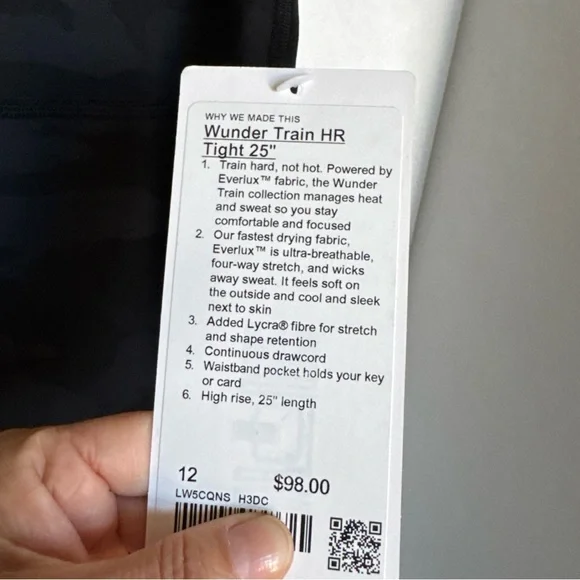 WHY WE MADE THIS
Wunder Train HR
Tight 25"
1. Train hard, not hot. Powered by
Everlux™ fabric, the Wunder
Train collection manages heat
and sweat so you stay
comfortable and focused
2. Our fastest drying fabric,
Everlux™ is ultra-breathable,
four-way stretch, and wicks
away sweat. It feels soft on
the outside and cool and sleek
next to skin
3. Added Lycra® fibre for stretch
and shape retention
4. Continuous drawcord
5. Waistband pocket holds your key
or card
6. High rise, 25" length
12 $98.00
LW5CQNS H3DC